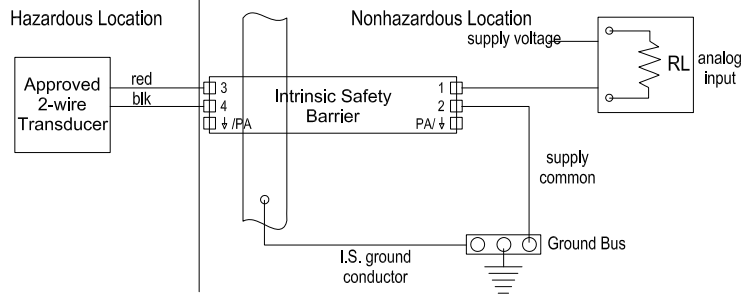 Hazardous Location
Nonhazardous Location
supply voltage
RL
analog
input
Approved
2-wire
Transducer
red
blk
3
4
⏚/PA
Intrinsic Safety
Barrier
1
2
PA/⏚
supply
common
I.S. ground
conductor
Ground Bus